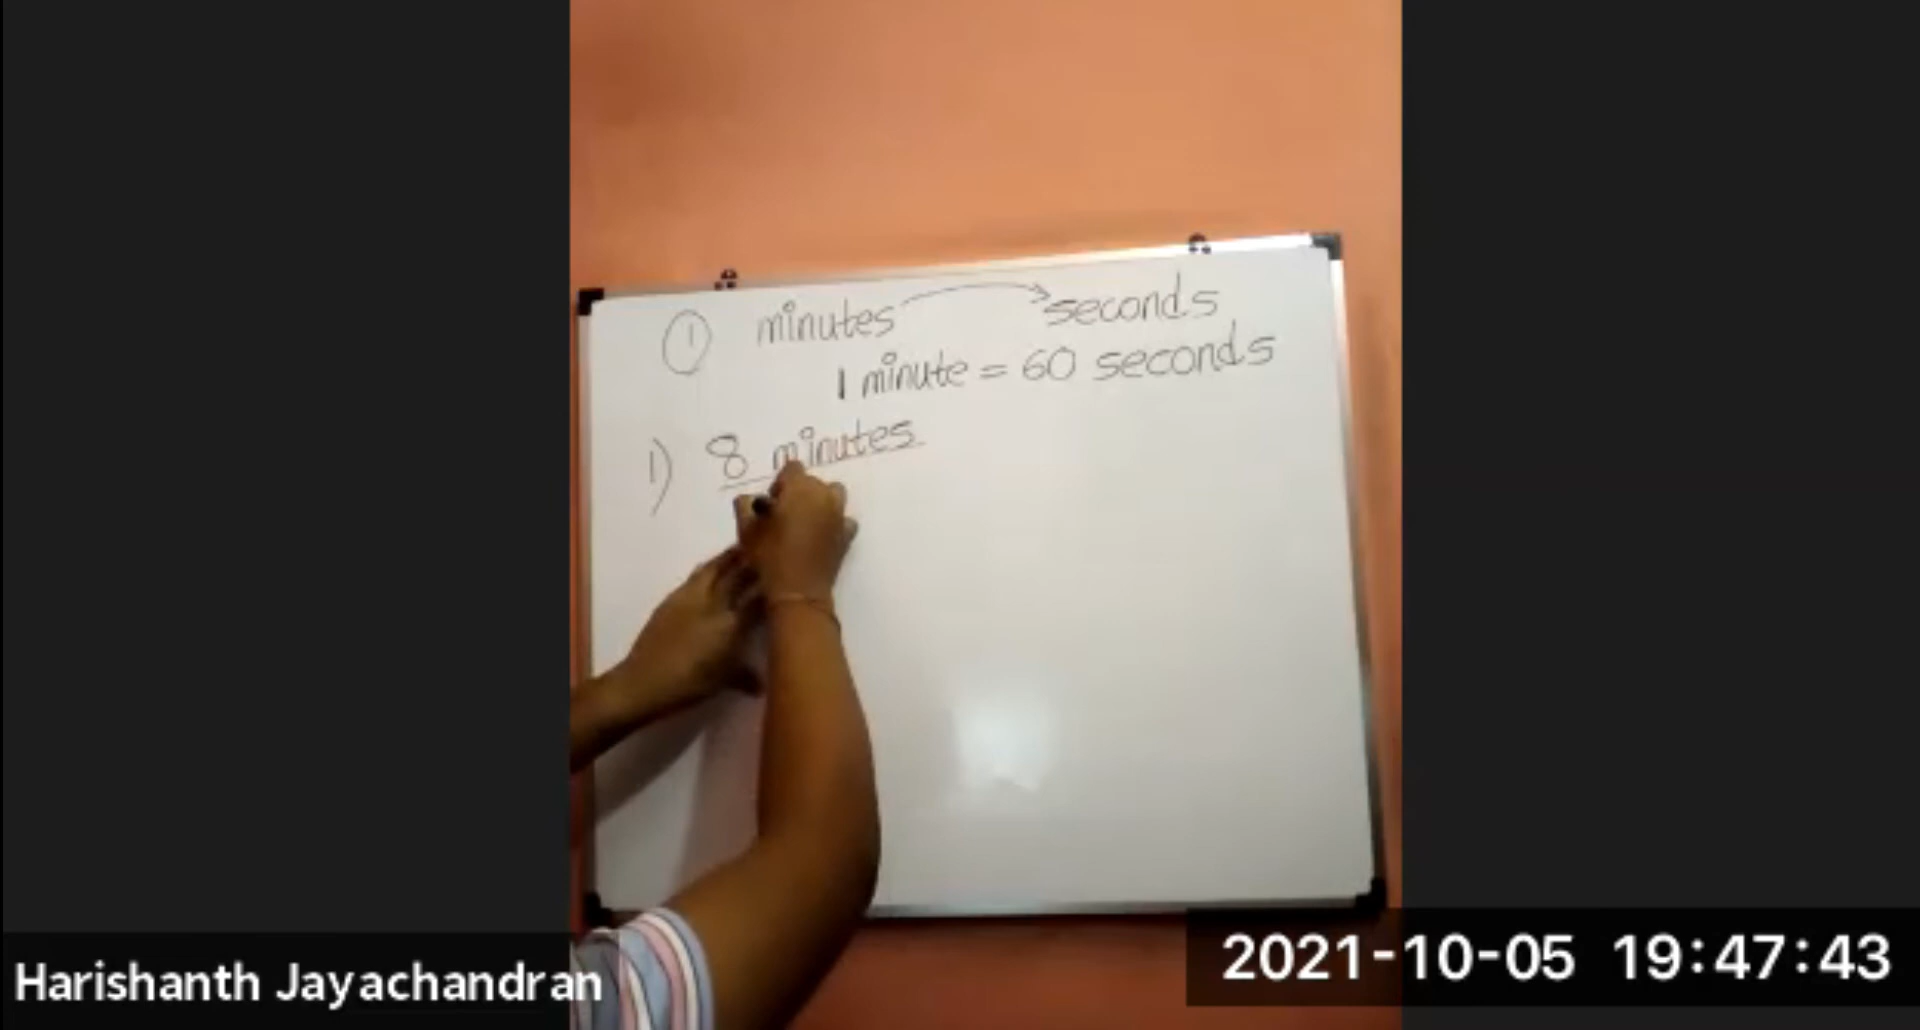 ① minutes → seconds
1 minute = 60 seconds
1) 8 minutes
Harishanth Jayachandran
2021-10-05 19:47:43